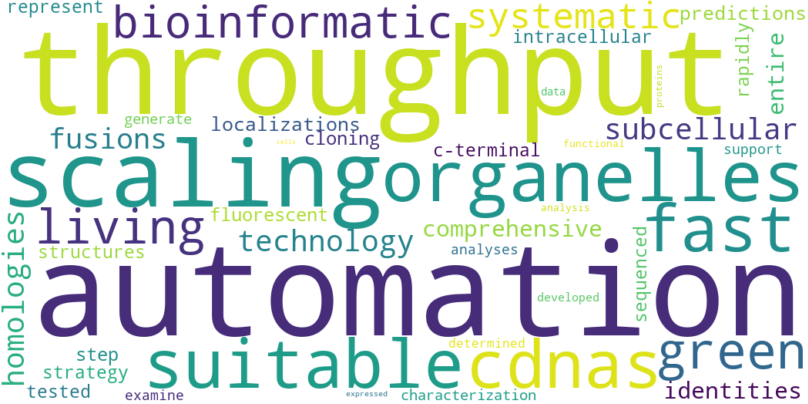 represent
bioinformatic
systematic
predictions
intracellular
throughput
rapidly
entire
data
proteins
generate
localizations
fusions
cloning
cells
subcellular
c-terminal
functional
support
scaling
organelles
living
fluorescent
analysis
fast
technology
comprehensive
structures
analyses
homologies
sequenced
automation
developed
step
suitable
determined
cdnas
green
strategy
tested
examine
expressed
characterization
identities